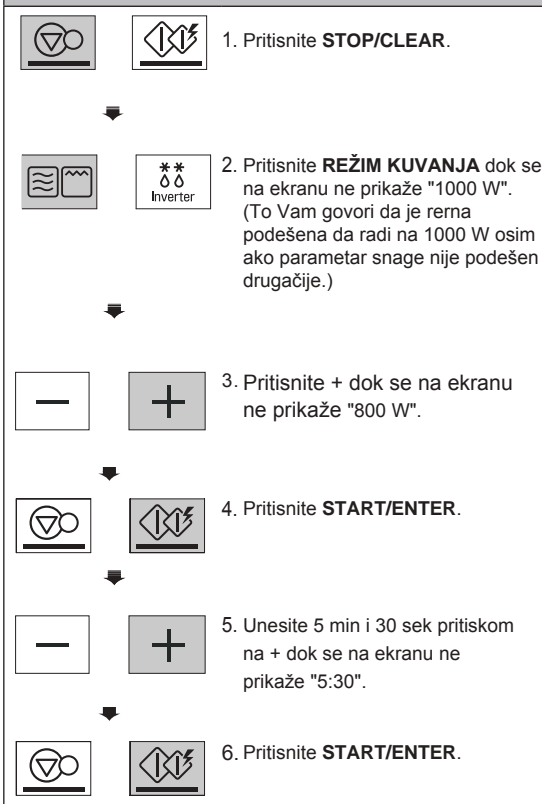 1. Pritisnite STOP/CLEAR.
Inverter
2. Pritisnite REŽIM KUVANJA dok se
na ekranu ne prikaže "1000 W".
(To Vam govori da je rerna
podešena da radi na 1000 W osim
ako parametar snage nije podešen
drugačije.)
3. Pritisnite + dok se na ekranu
ne prikaže "800 W".
4. Pritisnite START/ENTER.
5. Unesite 5 min i 30 sek pritiskom
na + dok se na ekranu ne
prikaže "5:30".
6. Pritisnite START/ENTER.